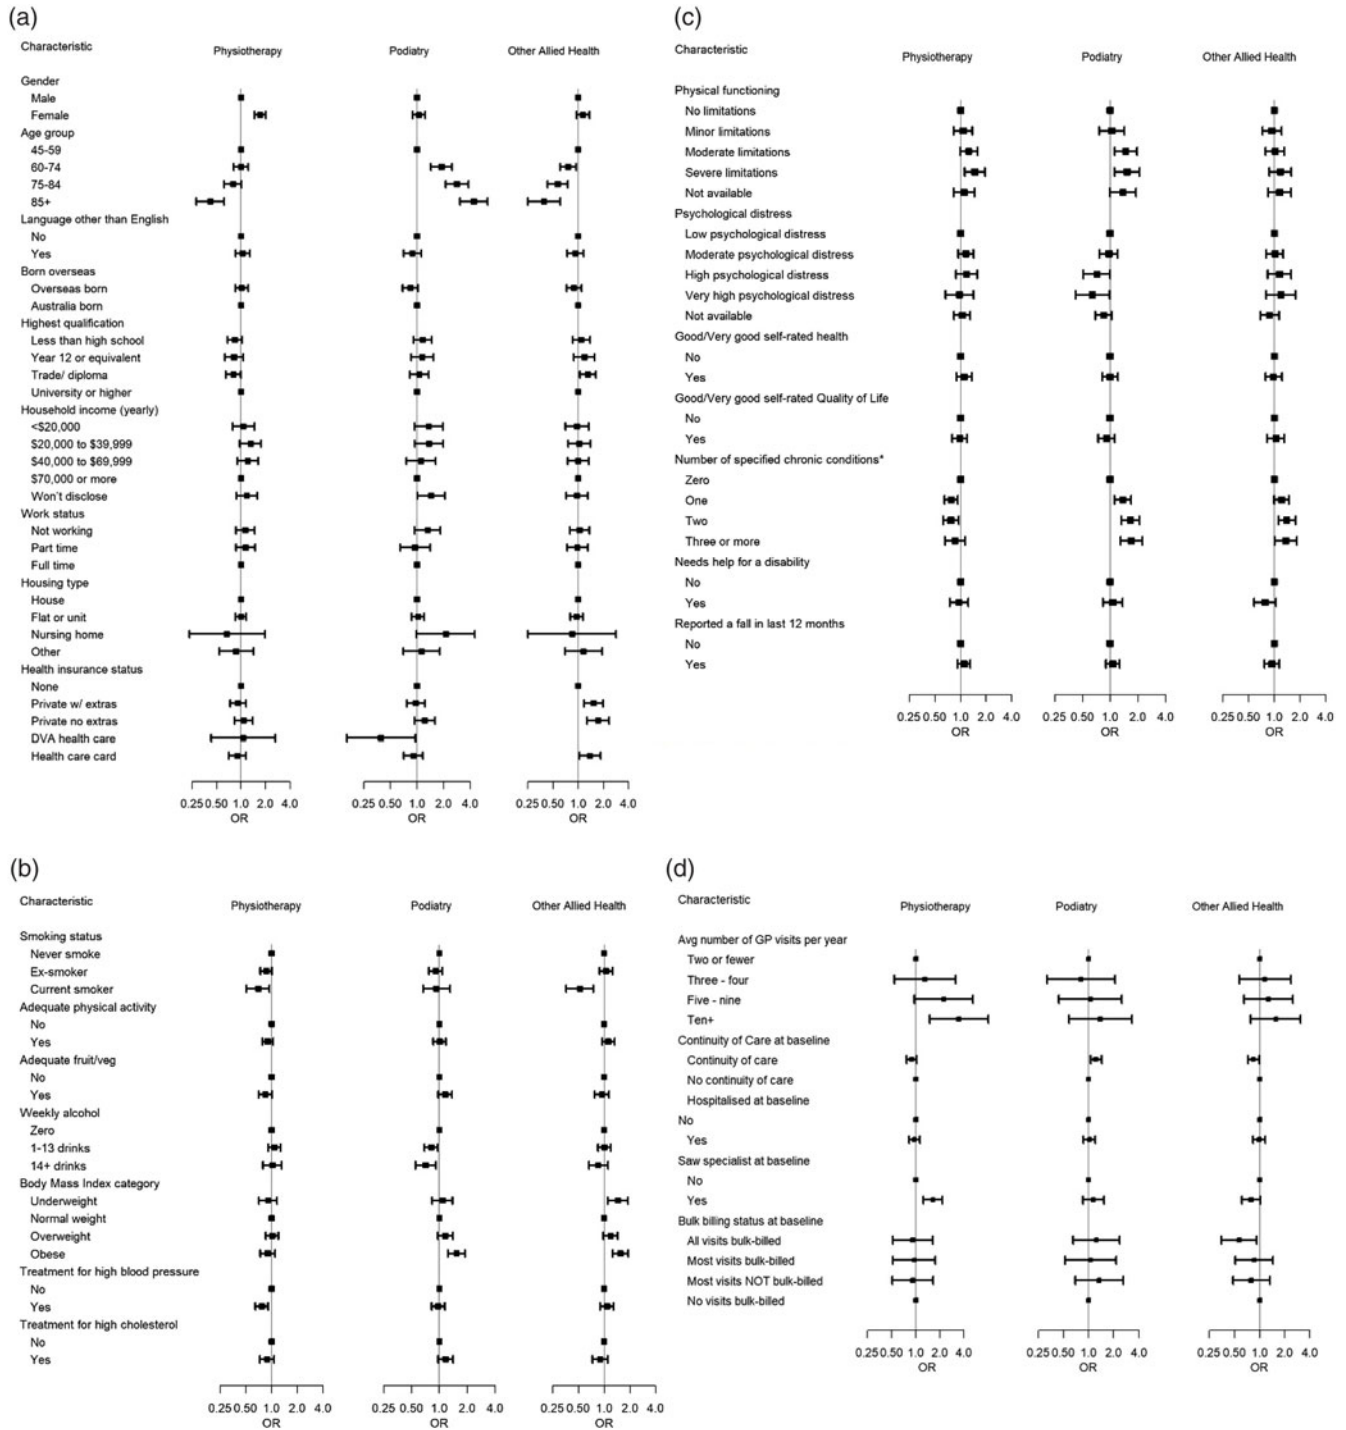 (a)
Characteristic Physiotherapy Podiatry Other Allied Health
Gender
Male
Female
Age group
45-59
60-74
75-84
85+
Language other than English
No
Yes
Born overseas
Overseas born
Australia born
Highest qualification
Less than high school
Year 12 or equivalent
Trade/ diploma
University or higher
Household income (yearly)
<$20,000
$20,000 to $39,999
$40,000 to $69,999
$70,000 or more
Won't disclose
Work status
Not working
Part time
Full time
Housing type
House
Flat or unit
Nursing home
Other
Health insurance status
None
Private w/ extras
Private no extras
DVA health care
Health care card
0.25 0.50 1.0 2.0 4.0 0.25 0.50 1.0 2.0 4.0 0.25 0.50 1.0 2.0 4.0
OR OR OR
(b)
Characteristic Physiotherapy Podiatry Other Allied Health
Smoking status
Never smoke
Ex-smoker
Current smoker
Adequate physical activity
No
Yes
Adequate fruit/veg
No
Yes
Weekly alcohol
Zero
1-13 drinks
14+ drinks
Body Mass Index category
Underweight
Normal weight
Overweight
Obese
Treatment for high blood pressure
No
Yes
Treatment for high cholesterol
No
Yes
0.25 0.50 1.0 2.0 4.0 0.25 0.50 1.0 2.0 4.0 0.25 0.50 1.0 2.0 4.0
OR OR OR
(c)
Characteristic Physiotherapy Podiatry Other Allied Health
Physical functioning
No limitations
Minor limitations
Moderate limitations
Severe limitations
Not available
Psychological distress
Low psychological distress
Moderate psychological distress
High psychological distress
Very high psychological distress
Not available
Good/Very good self-rated health
No
Yes
Good/Very good self-rated Quality of Life
No
Yes
Number of specified chronic conditions*
Zero
One
Two
Three or more
Needs help for a disability
No
Yes
Reported a fall in last 12 months
No
Yes
0.25 0.50 1.0 2.0 4.0 0.25 0.50 1.0 2.0 4.0 0.25 0.50 1.0 2.0 4.0
OR OR OR
(d)
Characteristic Physiotherapy Podiatry Other Allied Health
Avg number of GP visits per year
Two or fewer
Three - four
Five - nine
Ten+
Continuity of Care at baseline
Continuity of care
No continuity of care
Hospitalised at baseline
No
Yes
Saw specialist at baseline
No
Yes
Bulk billing status at baseline
All visits bulk-billed
Most visits bulk-billed
Most visits NOT bulk-billed
No visits bulk-billed
0.25 0.50 1.0 2.0 4.0 0.25 0.50 1.0 2.0 4.0 0.25 0.50 1.0 2.0 4.0
OR OR OR